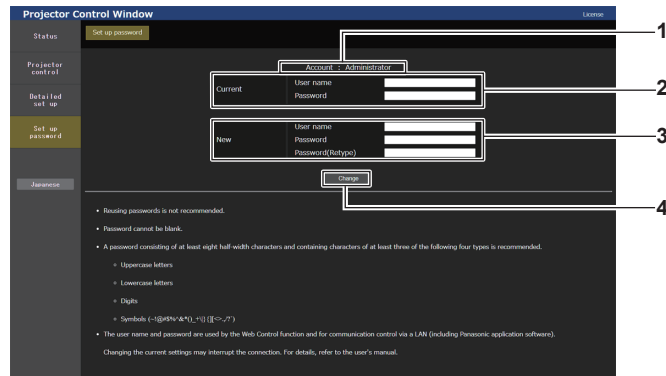 Projector Control Window
License
Status
Set up password
1
Projector
control
Account : Administrator
Current
User name
Password
2
Detailed
set up
Set up
password
New
User name
Password
Password(Retype)
3
Change
Japanese
4
• Reusing passwords is not recommended.
• Password cannot be blank.
• A password consisting of at least eight half-width characters and containing characters of at least three of the following four types is recommended.
Uppercase letters
Lowercase letters
Digits
Symbols
• The user name and password are used by the Web Control function and for communication control via a LAN (including Panasonic application software).
Changing the current settings may interrupt the connection. For details, refer to the user's manual.